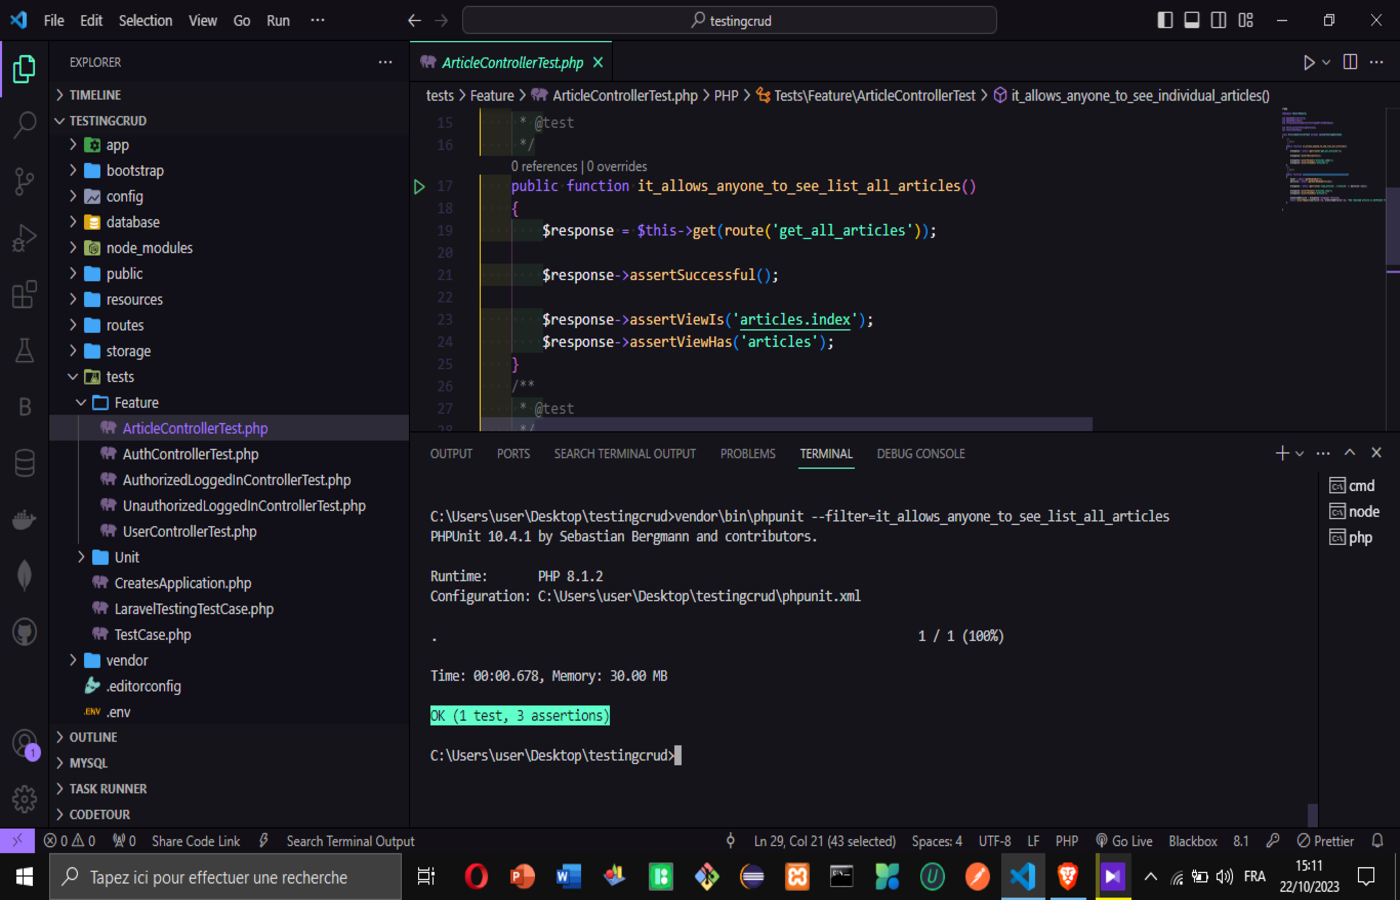 File Edit Selection View Go Run ···
testingcrud
EXPLORER ···
TIMELINE
TESTINGCRUD
app
bootstrap
config
database
node_modules
public
resources
routes
storage
tests
Feature
ArticleControllerTest.php
AuthControllerTest.php
AuthorizedLoggedInControllerTest.php
UnauthorizedLoggedInControllerTest.php
UserControllerTest.php
Unit
CreatesApplication.php
LaravelTestingTestCase.php
TestCase.php
vendor
.editorconfig
.ENV .env
OUTLINE
MYSQL
TASK RUNNER
CODETOUR
B
1
ArticleControllerTest.php
tests > Feature > ArticleControllerTest.php > PHP > Tests\Feature\ArticleControllerTest > it_allows_anyone_to_see_individual_articles()
15 * @test
16 */
0 references | 0 overrides
17 public function it_allows_anyone_to_see_list_all_articles()
18 {
19 $response = $this->get(route('get_all_articles'));
20
21 $response->assertSuccessful();
22
23 $response->assertViewIs('articles.index');
24 $response->assertViewHas('articles');
25 }
26 /**
27 * @test
28 */
OUTPUT PORTS SEARCH TERMINAL OUTPUT PROBLEMS TERMINAL DEBUG CONSOLE
cmd
node
php
C:\Users\user\Desktop\testingcrud>vendor\bin\phpunit --filter=it_allows_anyone_to_see_list_all_articles
PHPUnit 10.4.1 by Sebastian Bergmann and contributors.
Runtime: PHP 8.1.2
Configuration: C:\Users\user\Desktop\testingcrud\phpunit.xml
. 1 / 1 (100%)
Time: 00:00.678, Memory: 30.00 MB
OK (1 test, 3 assertions)
C:\Users\user\Desktop\testingcrud>
0 0 0 Share Code Link Search Terminal Output Ln 29, Col 21 (43 selected) Spaces: 4 UTF-8 LF PHP Go Live Blackbox 8.1 Prettier
Tapez ici pour effectuer une recherche
FRA
15:11
22/10/2023